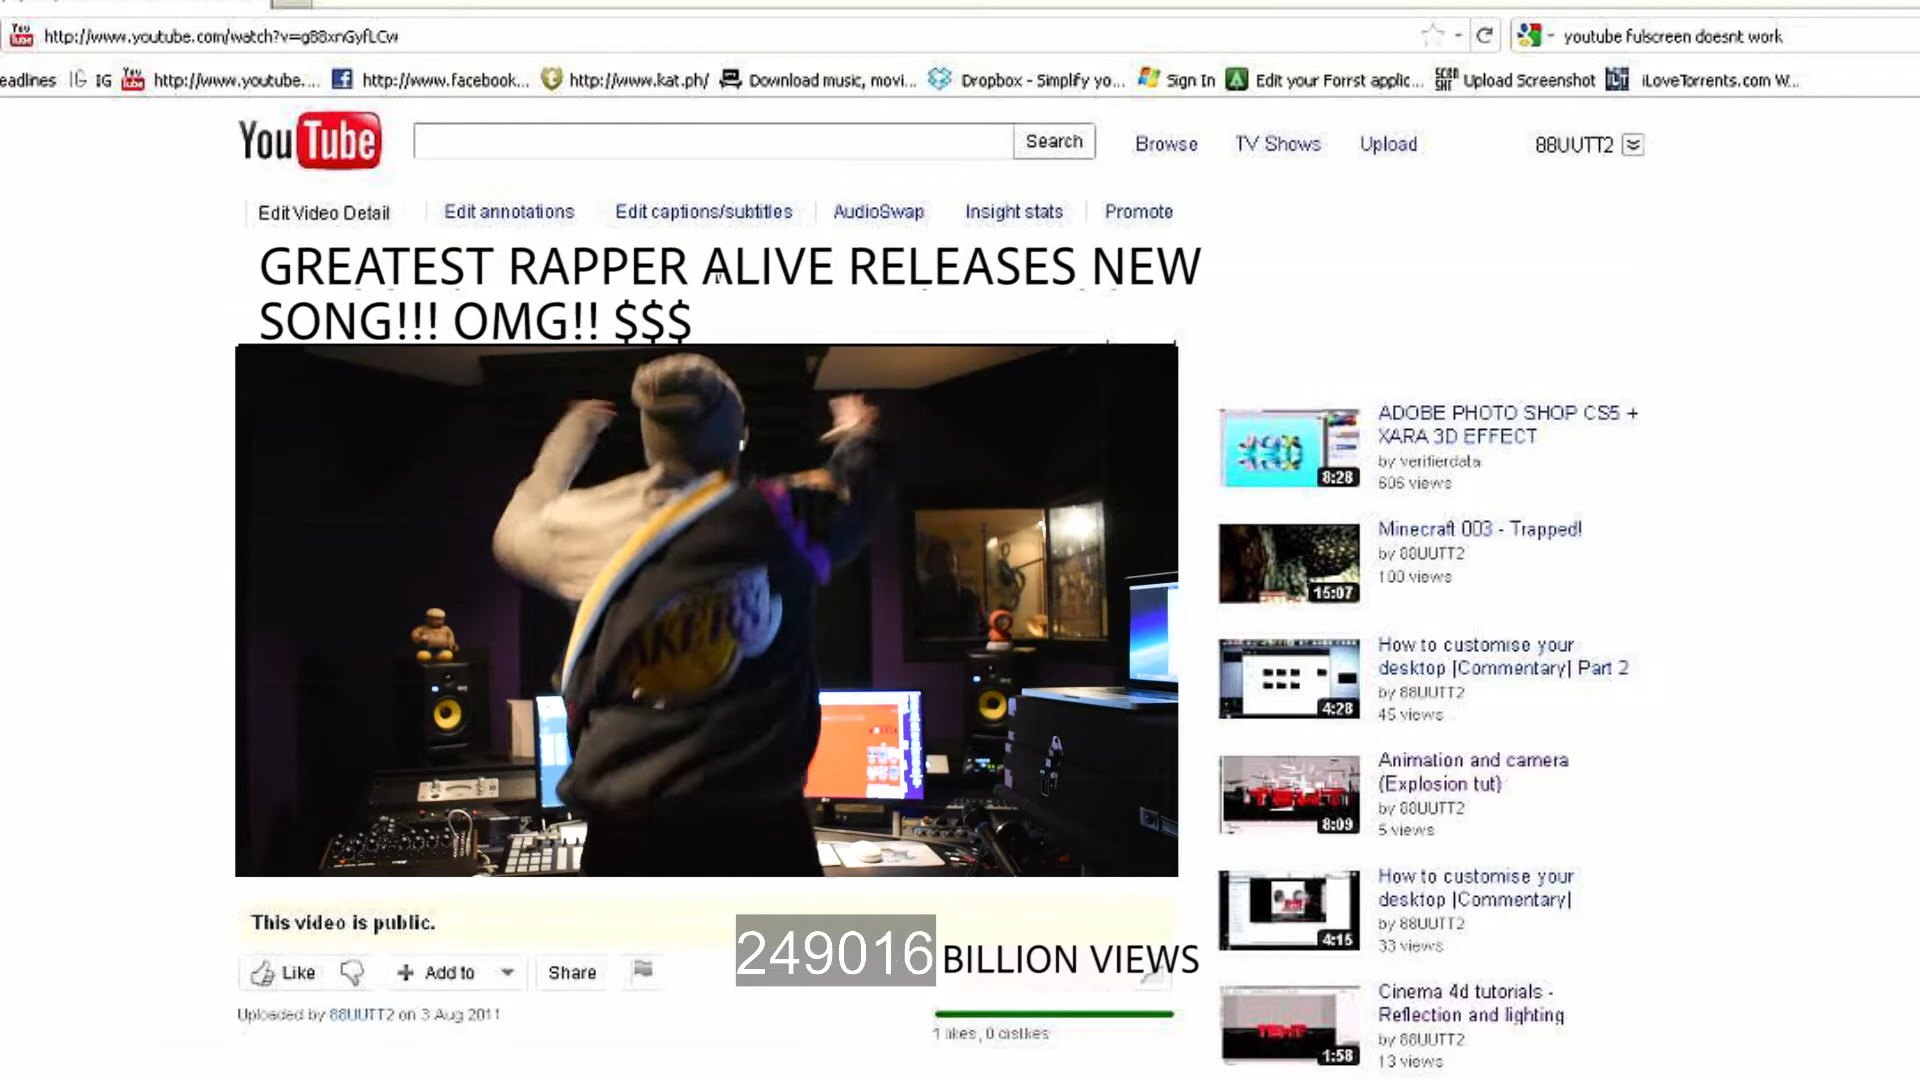 http://www.youtube.com/watch?v=g88xnGyfLCw
youtube fulscreen doesnt work
eadlines
IG
http://www.youtube....
http://www.facebook...
http://www.kat.ph/
Download music, movi...
Dropbox - Simplify yo...
Sign In
Edit your Forrst applic...
Upload Screenshot
iLoveTorrents.com W...
YouTube
Search
Browse
TV Shows
Upload
88UUTT2
Edit Video Detail
Edit annotations
Edit captions/subtitles
AudioSwap
Insight stats
Promote
GREATEST RAPPER ALIVE RELEASES NEW
SONG!!! OMG!! $$$
LAKERS
This video is public.
249016 BILLION VIEWS
Like
Add to
Share
Uploaded by 88UUTT2 on 3 Aug 2011
1 likes, 0 dislikes
ADOBE PHOTO SHOP CS5 +
XARA 3D EFFECT
by verifierdata
606 views
8:28
Minecraft 003 - Trapped!
by 88UUTT2
100 views
15:07
How to customise your
desktop |Commentary| Part 2
by 88UUTT2
45 views
4:28
Animation and camera
(Explosion tut)
by 88UUTT2
5 views
8:09
How to customise your
desktop |Commentary|
by 88UUTT2
33 views
4:15
Cinema 4d tutorials -
Reflection and lighting
by 88UUTT2
13 views
1:58